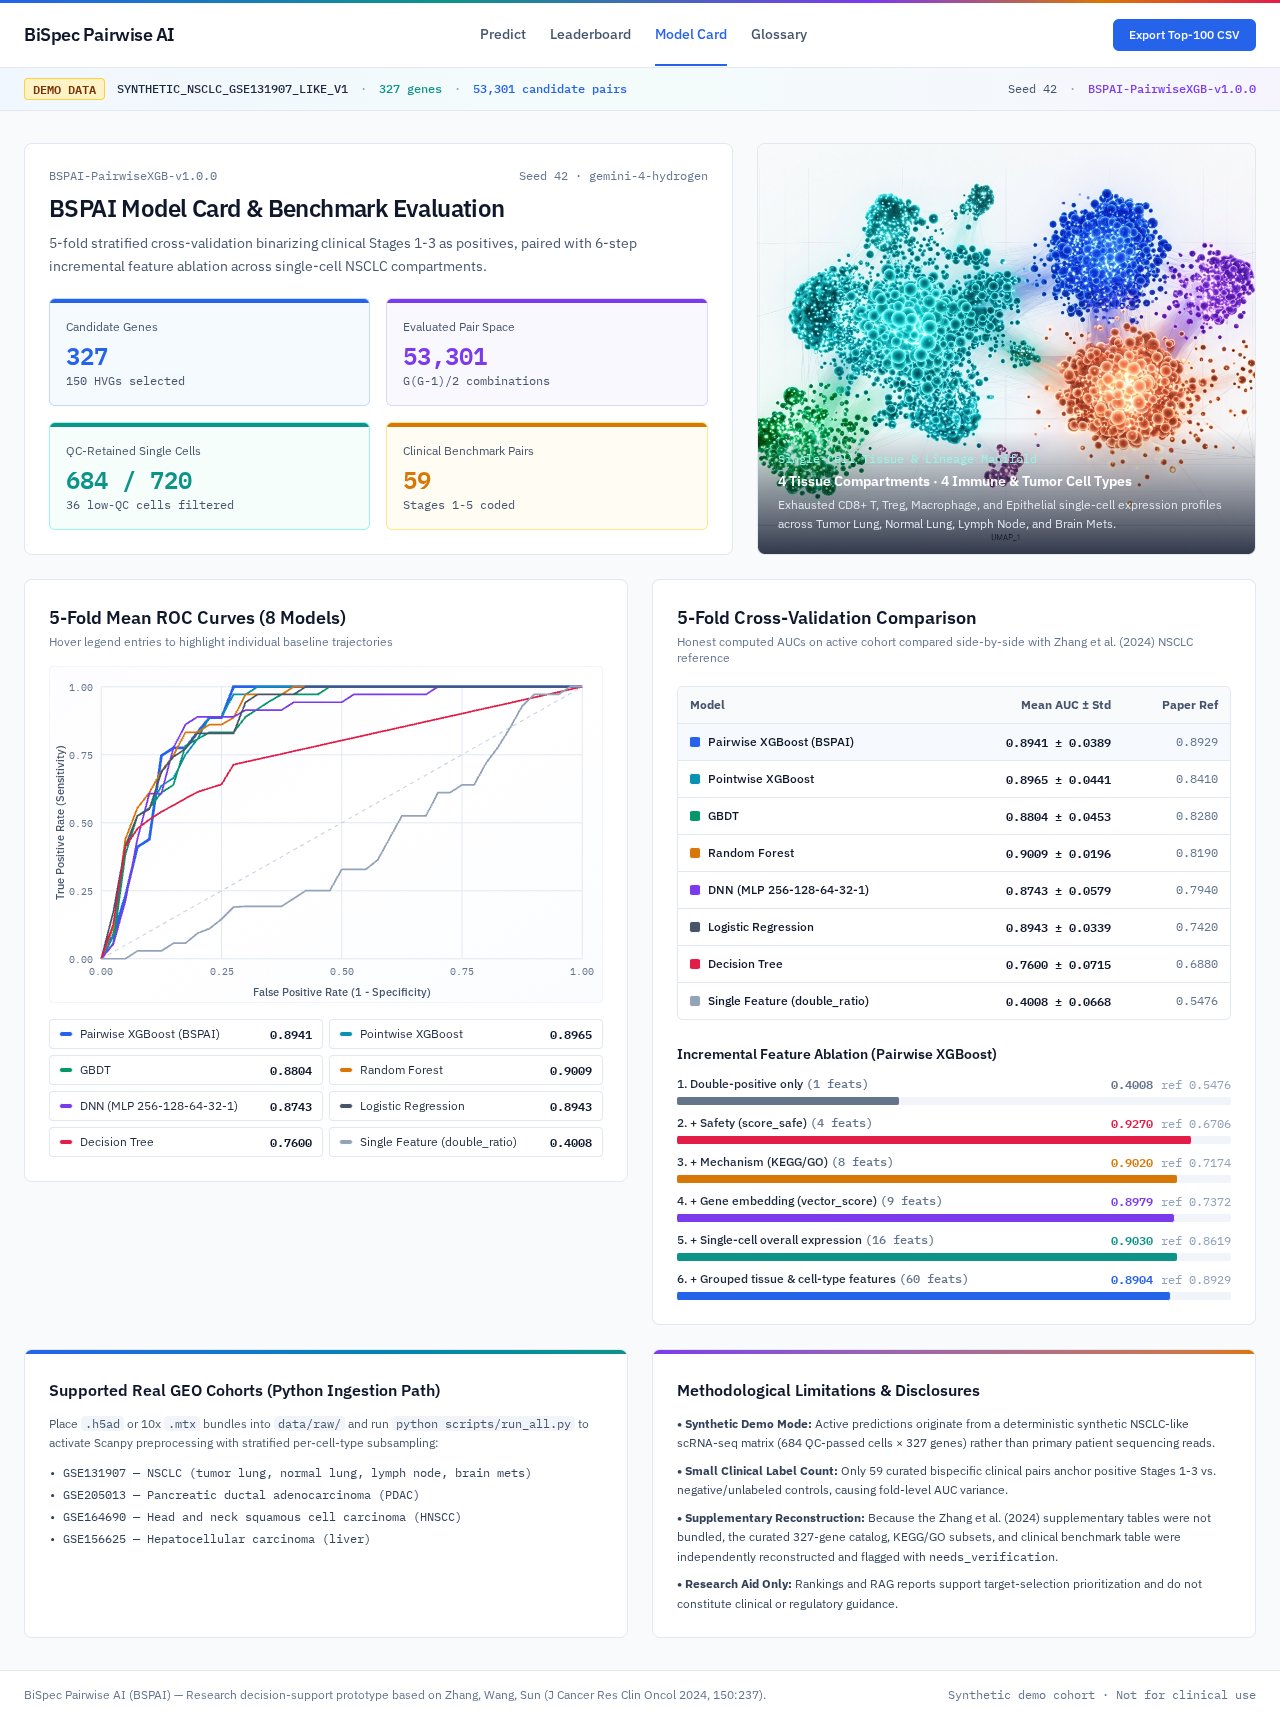 BiSpec Pairwise AI
Predict
Leaderboard
Model Card
Glossary
Export Top-100 CSV
DEMO DATA
SYNTHETIC_NSCLC_GSE131907_LIKE_V1 · 327 genes · 53,301 candidate pairs
Seed 42 · BSPAI-PairwiseXGB-v1.0.0
BSPAI-PairwiseXGB-v1.0.0
Seed 42 · gemini-4-hydrogen
BSPAI Model Card & Benchmark Evaluation
5-fold stratified cross-validation binarizing clinical Stages 1-3 as positives, paired with 6-step
incremental feature ablation across single-cell NSCLC compartments.
Candidate Genes
327
150 HVGs selected
Evaluated Pair Space
53,301
G(G-1)/2 combinations
QC-Retained Single Cells
684 / 720
36 low-QC cells filtered
Clinical Benchmark Pairs
59
Stages 1-5 coded
Single-Cell Tissue & Lineage Manifold
4 Tissue Compartments · 4 Immune & Tumor Cell Types
Exhausted CD8+ T, Treg, Macrophage, and Epithelial single-cell expression profiles
across Tumor Lung, Normal Lung, Lymph Node, and Brain Mets.
UMAP_1
5-Fold Mean ROC Curves (8 Models)
Hover legend entries to highlight individual baseline trajectories
True Positive Rate (Sensitivity)
1.00
0.75
0.50
0.25
0.00
0.00
0.25
0.50
0.75
1.00
False Positive Rate (1 - Specificity)
Pairwise XGBoost (BSPAI) 0.8941
Pointwise XGBoost 0.8965
GBDT 0.8804
Random Forest 0.9009
DNN (MLP 256-128-64-32-1) 0.8743
Logistic Regression 0.8943
Decision Tree 0.7600
Single Feature (double_ratio) 0.4008
5-Fold Cross-Validation Comparison
Honest computed AUCs on active cohort compared side-by-side with Zhang et al. (2024) NSCLC
reference
Model Mean AUC ± Std Paper Ref
Pairwise XGBoost (BSPAI) 0.8941 ± 0.0389 0.8929
Pointwise XGBoost 0.8965 ± 0.0441 0.8410
GBDT 0.8804 ± 0.0453 0.8280
Random Forest 0.9009 ± 0.0196 0.8190
DNN (MLP 256-128-64-32-1) 0.8743 ± 0.0579 0.7940
Logistic Regression 0.8943 ± 0.0339 0.7420
Decision Tree 0.7600 ± 0.0715 0.6880
Single Feature (double_ratio) 0.4008 ± 0.0668 0.5476
Incremental Feature Ablation (Pairwise XGBoost)
1. Double-positive only (1 feats) 0.4008 ref 0.5476
2. + Safety (score_safe) (4 feats) 0.9270 ref 0.6706
3. + Mechanism (KEGG/GO) (8 feats) 0.9020 ref 0.7174
4. + Gene embedding (vector_score) (9 feats) 0.8979 ref 0.7372
5. + Single-cell overall expression (16 feats) 0.9030 ref 0.8619
6. + Grouped tissue & cell-type features (60 feats) 0.8904 ref 0.8929
Supported Real GEO Cohorts (Python Ingestion Path)
Place .h5ad or 10x .mtx bundles into data/raw/ and run python scripts/run_all.py to
activate Scanpy preprocessing with stratified per-cell-type subsampling:
• GSE131907 — NSCLC (tumor lung, normal lung, lymph node, brain mets)
• GSE205013 — Pancreatic ductal adenocarcinoma (PDAC)
• GSE164690 — Head and neck squamous cell carcinoma (HNSCC)
• GSE156625 — Hepatocellular carcinoma (liver)
Methodological Limitations & Disclosures
• Synthetic Demo Mode: Active predictions originate from a deterministic synthetic NSCLC-like
scRNA-seq matrix (684 QC-passed cells × 327 genes) rather than primary patient sequencing reads.
• Small Clinical Label Count: Only 59 curated bispecific clinical pairs anchor positive Stages 1-3 vs.
negative/unlabeled controls, causing fold-level AUC variance.
• Supplementary Reconstruction: Because the Zhang et al. (2024) supplementary tables were not
bundled, the curated 327-gene catalog, KEGG/GO subsets, and clinical benchmark table were
independently reconstructed and flagged with needs_verification.
• Research Aid Only: Rankings and RAG reports support target-selection prioritization and do not
constitute clinical or regulatory guidance.
BiSpec Pairwise AI (BSPAI) — Research decision-support prototype based on Zhang, Wang, Sun (J Cancer Res Clin Oncol 2024, 150:237).
Synthetic demo cohort · Not for clinical use